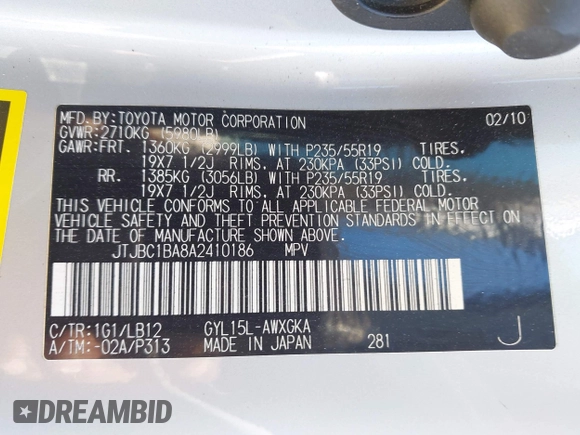 MFD.BY:TOYOTA MOTOR CORPORATION 02/10
GVWR:2710KG (5980LB)
GAWR:FRT. 1360KG (2999LB) WITH P235/55R19 TIRES.
19X7 1/2J RIMS. AT 230KPA (33PSI) COLD.
RR. 1385KG (3056LB) WITH P235/55R19 TIRES.
19X7 1/2J RIMS. AT 230KPA (33PSI) COLD.
THIS VEHICLE CONFORMS TO ALL APPLICABLE FEDERAL MOTOR
VEHICLE SAFETY AND THEFT PREVENTION STANDARDS IN EFFECT ON
THE DATE OF MANUFACTURE SHOWN ABOVE.
JTJBC1BA8A2410186 MPV
C/TR:1G1/LB12 GYL15L-AWXGKA
A/TM:-02A/P313 MADE IN JAPAN 281 J
DREAMBID